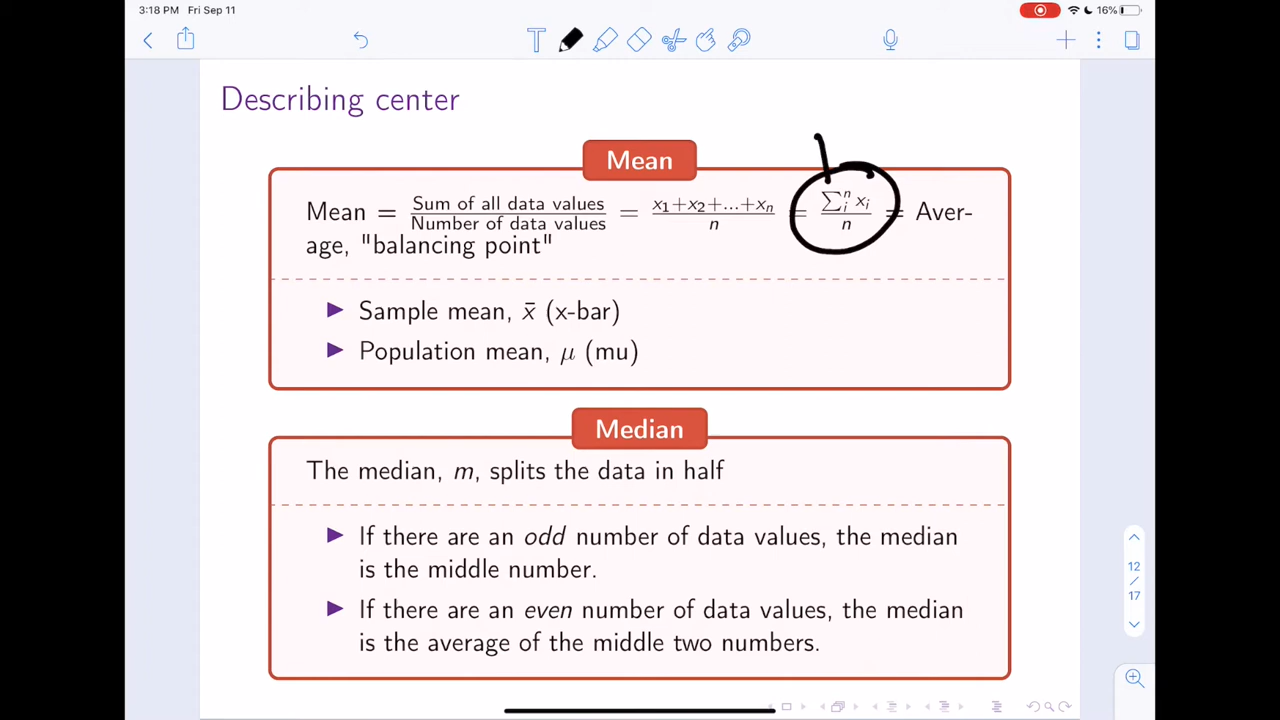 3:18 PM Fri Sep 11
16%
T
Describing center
Mean
Mean = Sum of all data values / Number of data values = x₁+x₂+...+xₙ / n = ∑ᵢⁿ xᵢ / n = Aver-
age, "balancing point"
Sample mean, x̄ (x-bar)
Population mean, μ (mu)
Median
The median, m, splits the data in half
If there are an odd number of data values, the median
is the middle number.
If there are an even number of data values, the median
is the average of the middle two numbers.
12
/
17